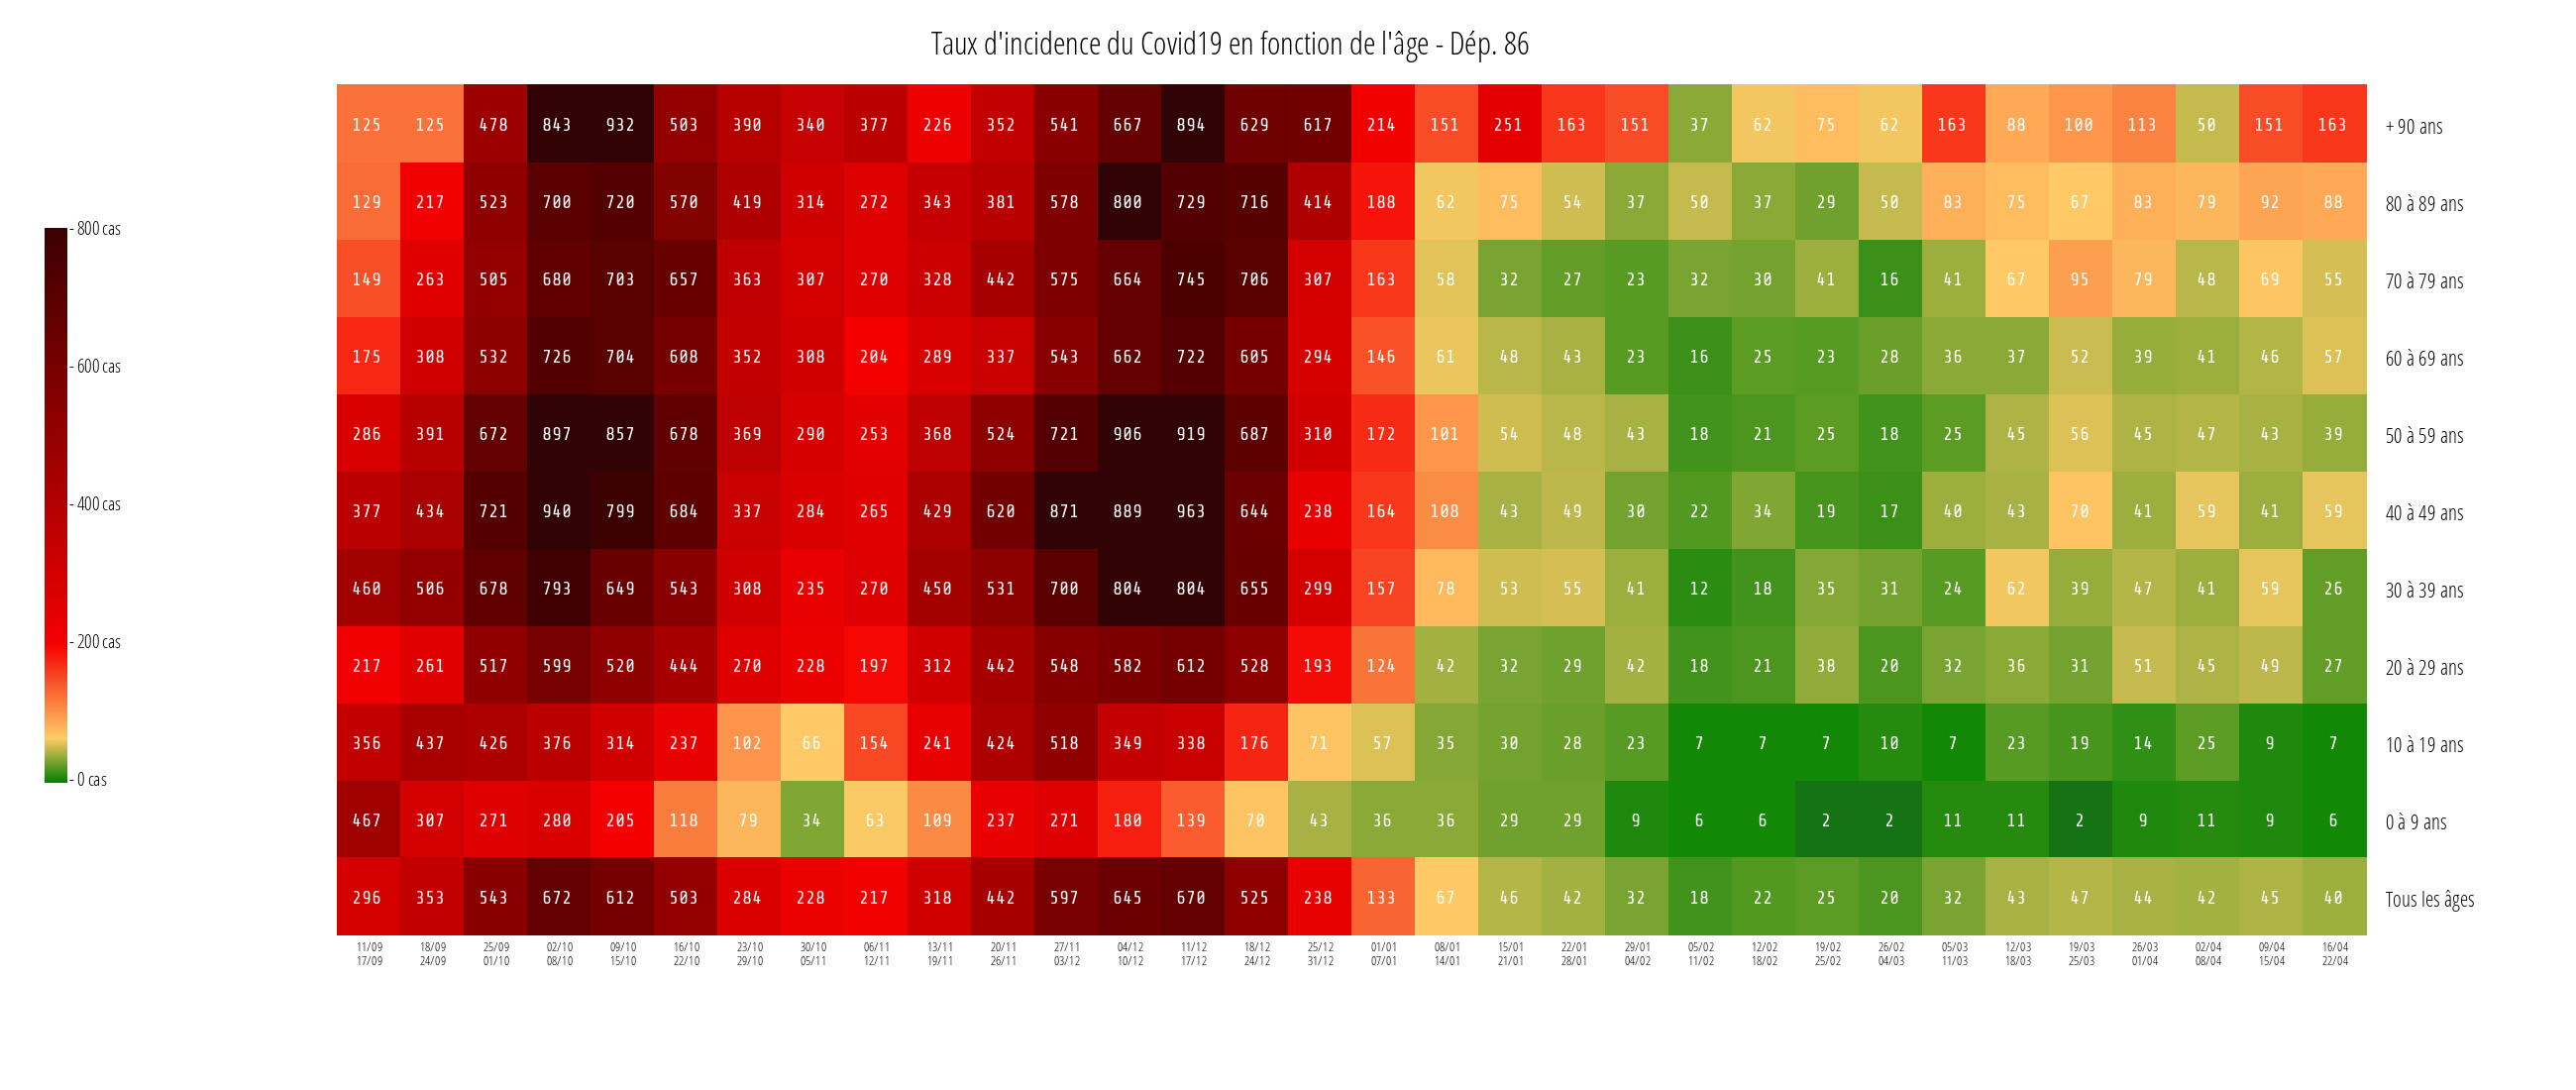 Taux d'incidence du Covid19 en fonction de l'âge - Dép. 86
- 800 cas
- 600 cas
- 400 cas
- 200 cas
- 0 cas
125 125 478 843 932 503 390 340 377 226 352 541 667 894 629 617 214 151 251 163 151 37 62 75 62 163 88 100 113 50 151 163 + 90 ans
129 217 523 700 720 570 419 314 272 343 381 578 800 729 716 414 188 62 75 54 37 50 37 29 50 83 75 67 83 79 92 88 80 à 89 ans
149 263 505 680 703 657 363 307 270 328 442 575 664 745 706 307 163 58 32 27 23 32 30 41 16 41 67 95 79 48 69 55 70 à 79 ans
175 308 532 726 704 608 352 308 204 289 337 543 662 722 605 294 146 61 48 43 23 16 25 23 28 36 37 52 39 41 46 57 60 à 69 ans
286 391 672 897 857 678 369 290 253 368 524 721 906 919 687 310 172 101 54 48 43 18 21 25 18 25 45 56 45 47 43 39 50 à 59 ans
377 434 721 940 799 684 337 284 265 429 620 871 889 963 644 238 164 108 43 49 30 22 34 19 17 40 43 70 41 59 41 59 40 à 49 ans
460 506 678 793 649 543 308 235 270 450 531 700 804 804 655 299 157 78 53 55 41 12 18 35 31 24 62 39 47 41 59 26 30 à 39 ans
217 261 517 599 520 444 270 228 197 312 442 548 582 612 528 193 124 42 32 29 42 18 21 38 20 32 36 31 51 45 49 27 20 à 29 ans
356 437 426 376 314 237 102 66 154 241 424 518 349 338 176 71 57 35 30 28 23 7 7 7 10 7 23 19 14 25 9 7 10 à 19 ans
467 307 271 280 205 118 79 34 63 109 237 271 180 139 70 43 36 36 29 29 9 6 6 2 2 11 11 2 9 11 9 6 0 à 9 ans
296 353 543 672 612 503 284 228 217 318 442 597 645 670 525 238 133 67 46 42 32 18 22 25 20 32 43 47 44 42 45 40 Tous les âges
11/09 18/09 25/09 02/10 09/10 16/10 23/10 30/10 06/11 13/11 20/11 27/11 04/12 11/12 18/12 25/12 01/01 08/01 15/01 22/01 29/01 05/02 12/02 19/02 26/02 05/03 12/03 19/03 26/03 02/04 09/04 16/04
17/09 24/09 01/10 08/10 15/10 22/10 29/10 05/11 12/11 19/11 26/11 03/12 10/12 17/12 24/12 31/12 07/01 14/01 21/01 28/01 04/02 11/02 18/02 25/02 04/03 11/03 18/03 25/03 01/04 08/04 15/04 22/04